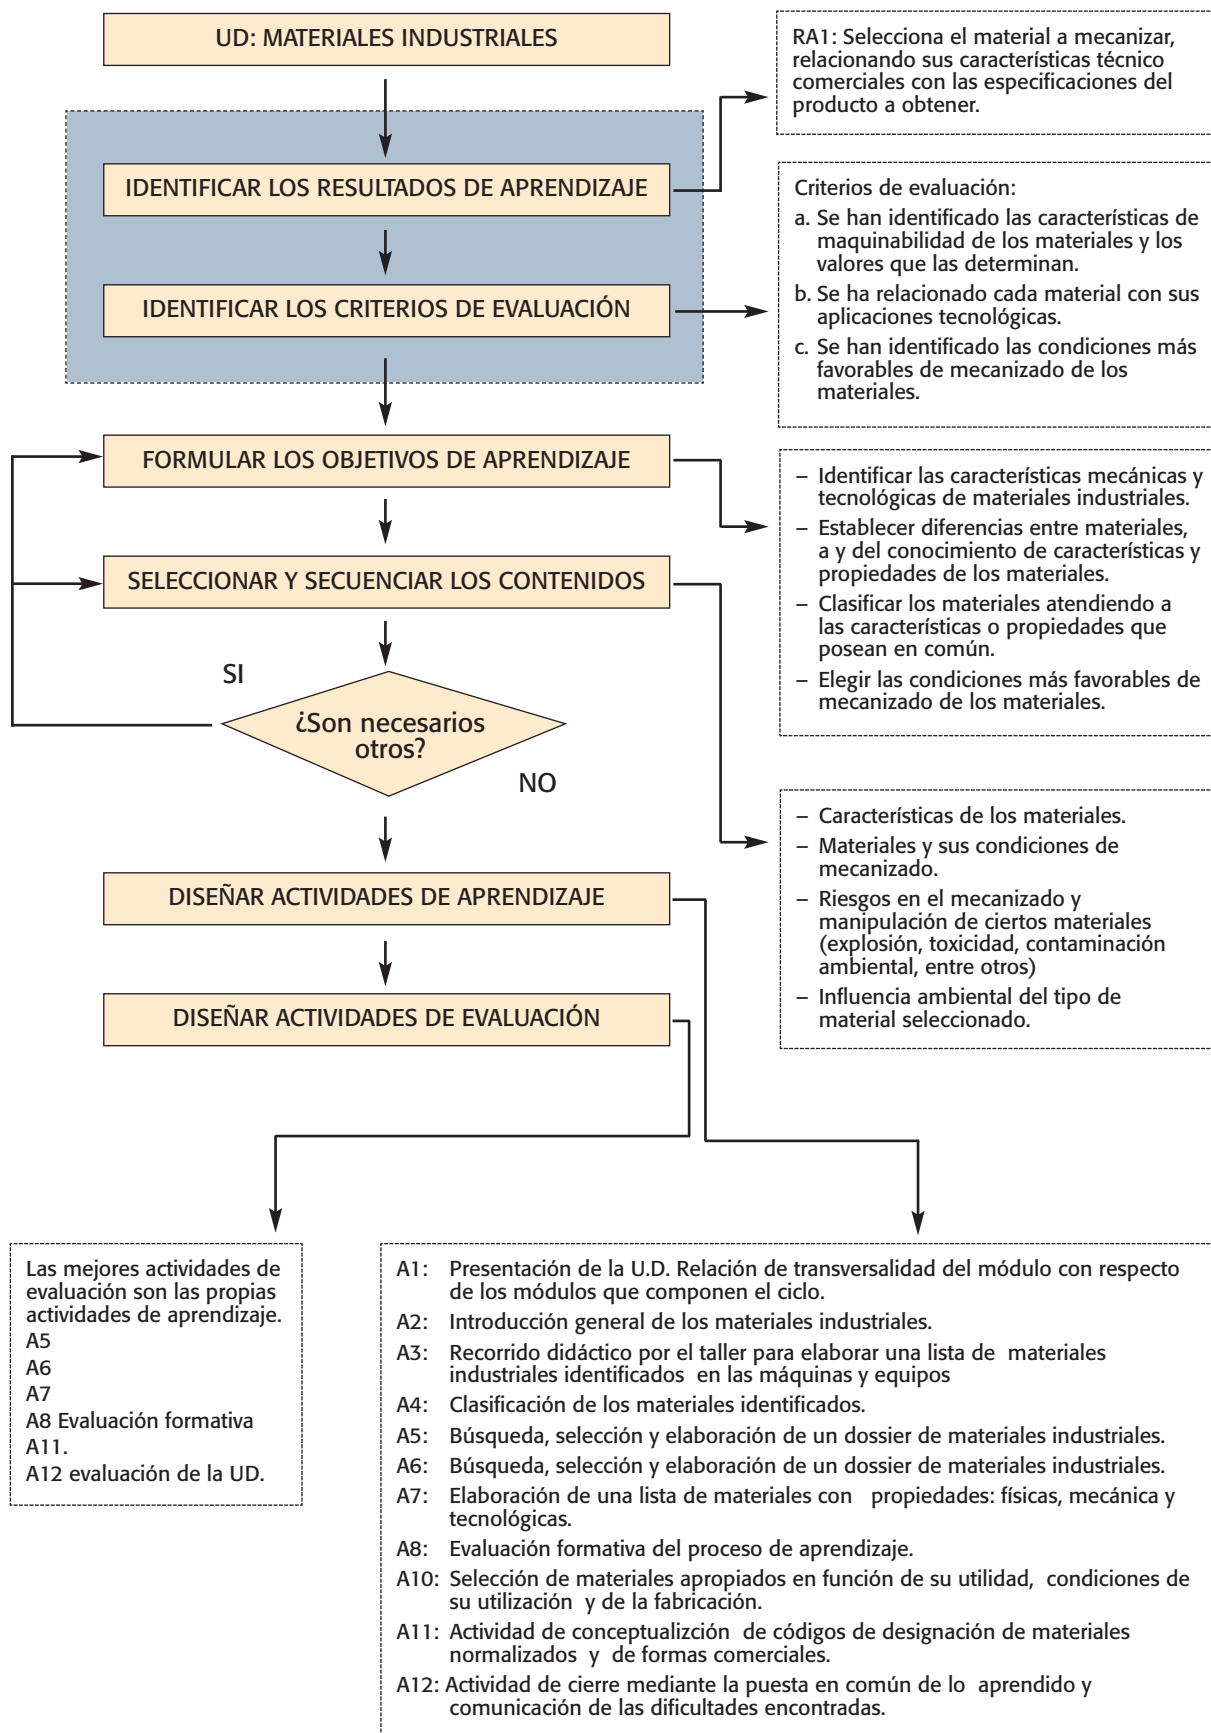 UD: MATERIALES INDUSTRIALES
RA1: Selecciona el material a mecanizar,
relacionando sus características técnico
comerciales con las especificaciones del
producto a obtener.
IDENTIFICAR LOS RESULTADOS DE APRENDIZAJE
IDENTIFICAR LOS CRITERIOS DE EVALUACIÓN
Criterios de evaluación:
a. Se han identificado las características de
maquinabilidad de los materiales y los
valores que las determinan.
b. Se ha relacionado cada material con sus
aplicaciones tecnológicas.
c. Se han identificado las condiciones más
favorables de mecanizado de los
materiales.
FORMULAR LOS OBJETIVOS DE APRENDIZAJE
– Identificar las características mecánicas y
tecnológicas de materiales industriales.
– Establecer diferencias entre materiales,
a y del conocimiento de características y
propiedades de los materiales.
– Clasificar los materiales atendiendo a
las características o propiedades que
posean en común.
– Elegir las condiciones más favorables de
mecanizado de los materiales.
SELECCIONAR Y SECUENCIAR LOS CONTENIDOS
SI
¿Son necesarios
otros?
NO
– Características de los materiales.
– Materiales y sus condiciones de
mecanizado.
– Riesgos en el mecanizado y
manipulación de ciertos materiales
(explosión, toxicidad, contaminación
ambiental, entre otros)
– Influencia ambiental del tipo de
material seleccionado.
DISEÑAR ACTIVIDADES DE APRENDIZAJE
DISEÑAR ACTIVIDADES DE EVALUACIÓN
Las mejores actividades de
evaluación son las propias
actividades de aprendizaje.
A5
A6
A7
A8 Evaluación formativa
A11.
A12 evaluación de la UD.
A1: Presentación de la U.D. Relación de transversalidad del módulo con respecto
de los módulos que componen el ciclo.
A2: Introducción general de los materiales industriales.
A3: Recorrido didáctico por el taller para elaborar una lista de materiales
industriales identificados en las máquinas y equipos
A4: Clasificación de los materiales identificados.
A5: Búsqueda, selección y elaboración de un dossier de materiales industriales.
A6: Búsqueda, selección y elaboración de un dossier de materiales industriales.
A7: Elaboración de una lista de materiales con propiedades: físicas, mecánica y
tecnológicas.
A8: Evaluación formativa del proceso de aprendizaje.
A10: Selección de materiales apropiados en función de su utilidad, condiciones de
su utilización y de la fabricación.
A11: Actividad de conceptualizción de códigos de designación de materiales
normalizados y de formas comerciales.
A12: Actividad de cierre mediante la puesta en común de lo aprendido y
comunicación de las dificultades encontradas.